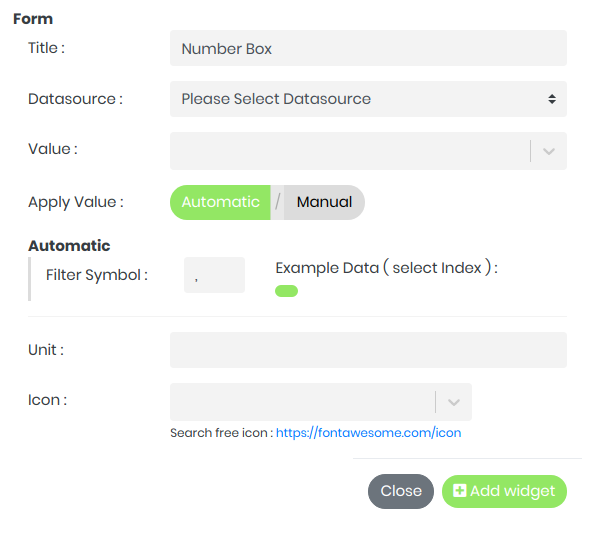 Form
Title : Number Box
Datasource : Please Select Datasource
Value :
Apply Value : Automatic / Manual
Automatic
Filter Symbol : , Example Data ( select Index ) :
Unit :
Icon :
Search free icon : https://fontawesome.com/icon
Close Add widget